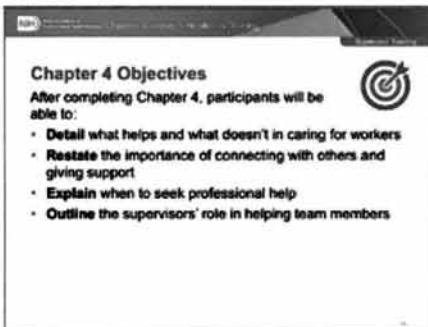 NIH
Chapter 4 Objectives
After completing Chapter 4, participants will be
able to:
· Detail what helps and what doesn't in caring for workers
· Restate the importance of connecting with others and
giving support
· Explain when to seek professional help
· Outline the supervisors' role in helping team members